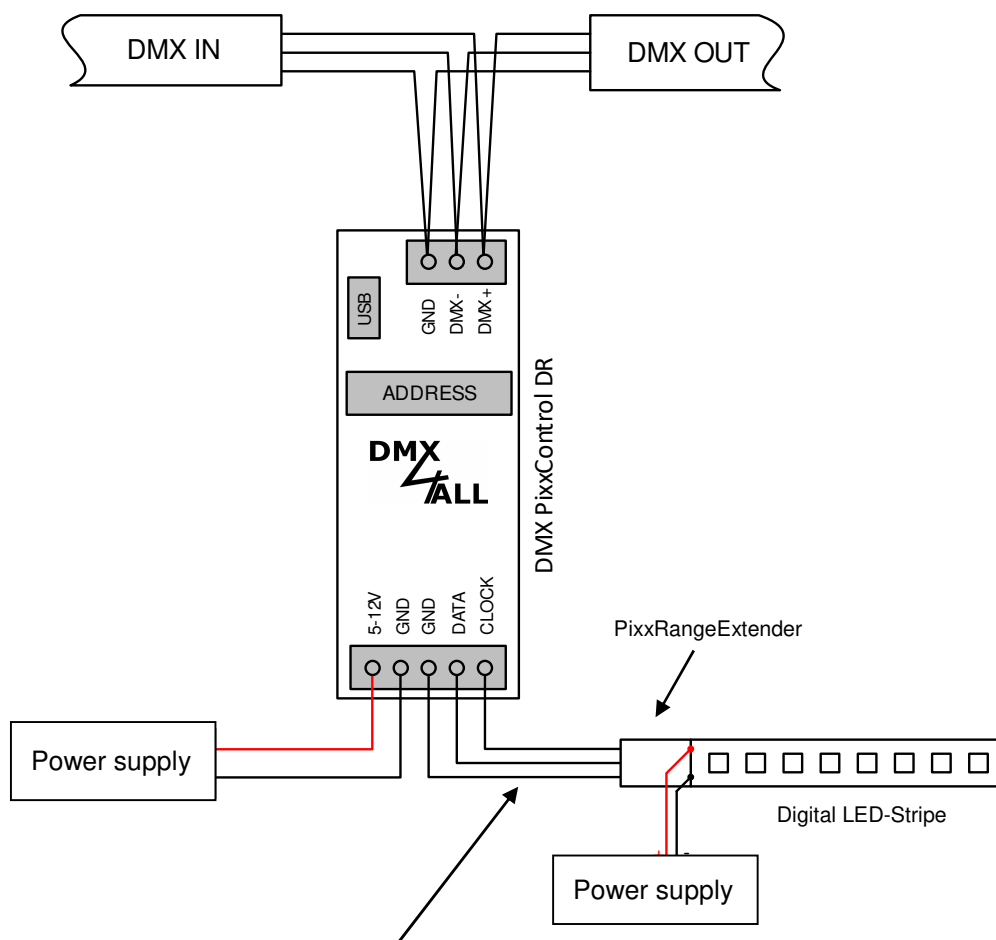 DMX IN
DMX OUT
USB
GND
DMX-
DMX+
ADDRESS
DMX
4ALL
DMX PixxControl DR
5-12V
GND
GND
DATA
CLOCK
PixxRangeExtender
Power supply
Digital LED-Stripe
Power supply